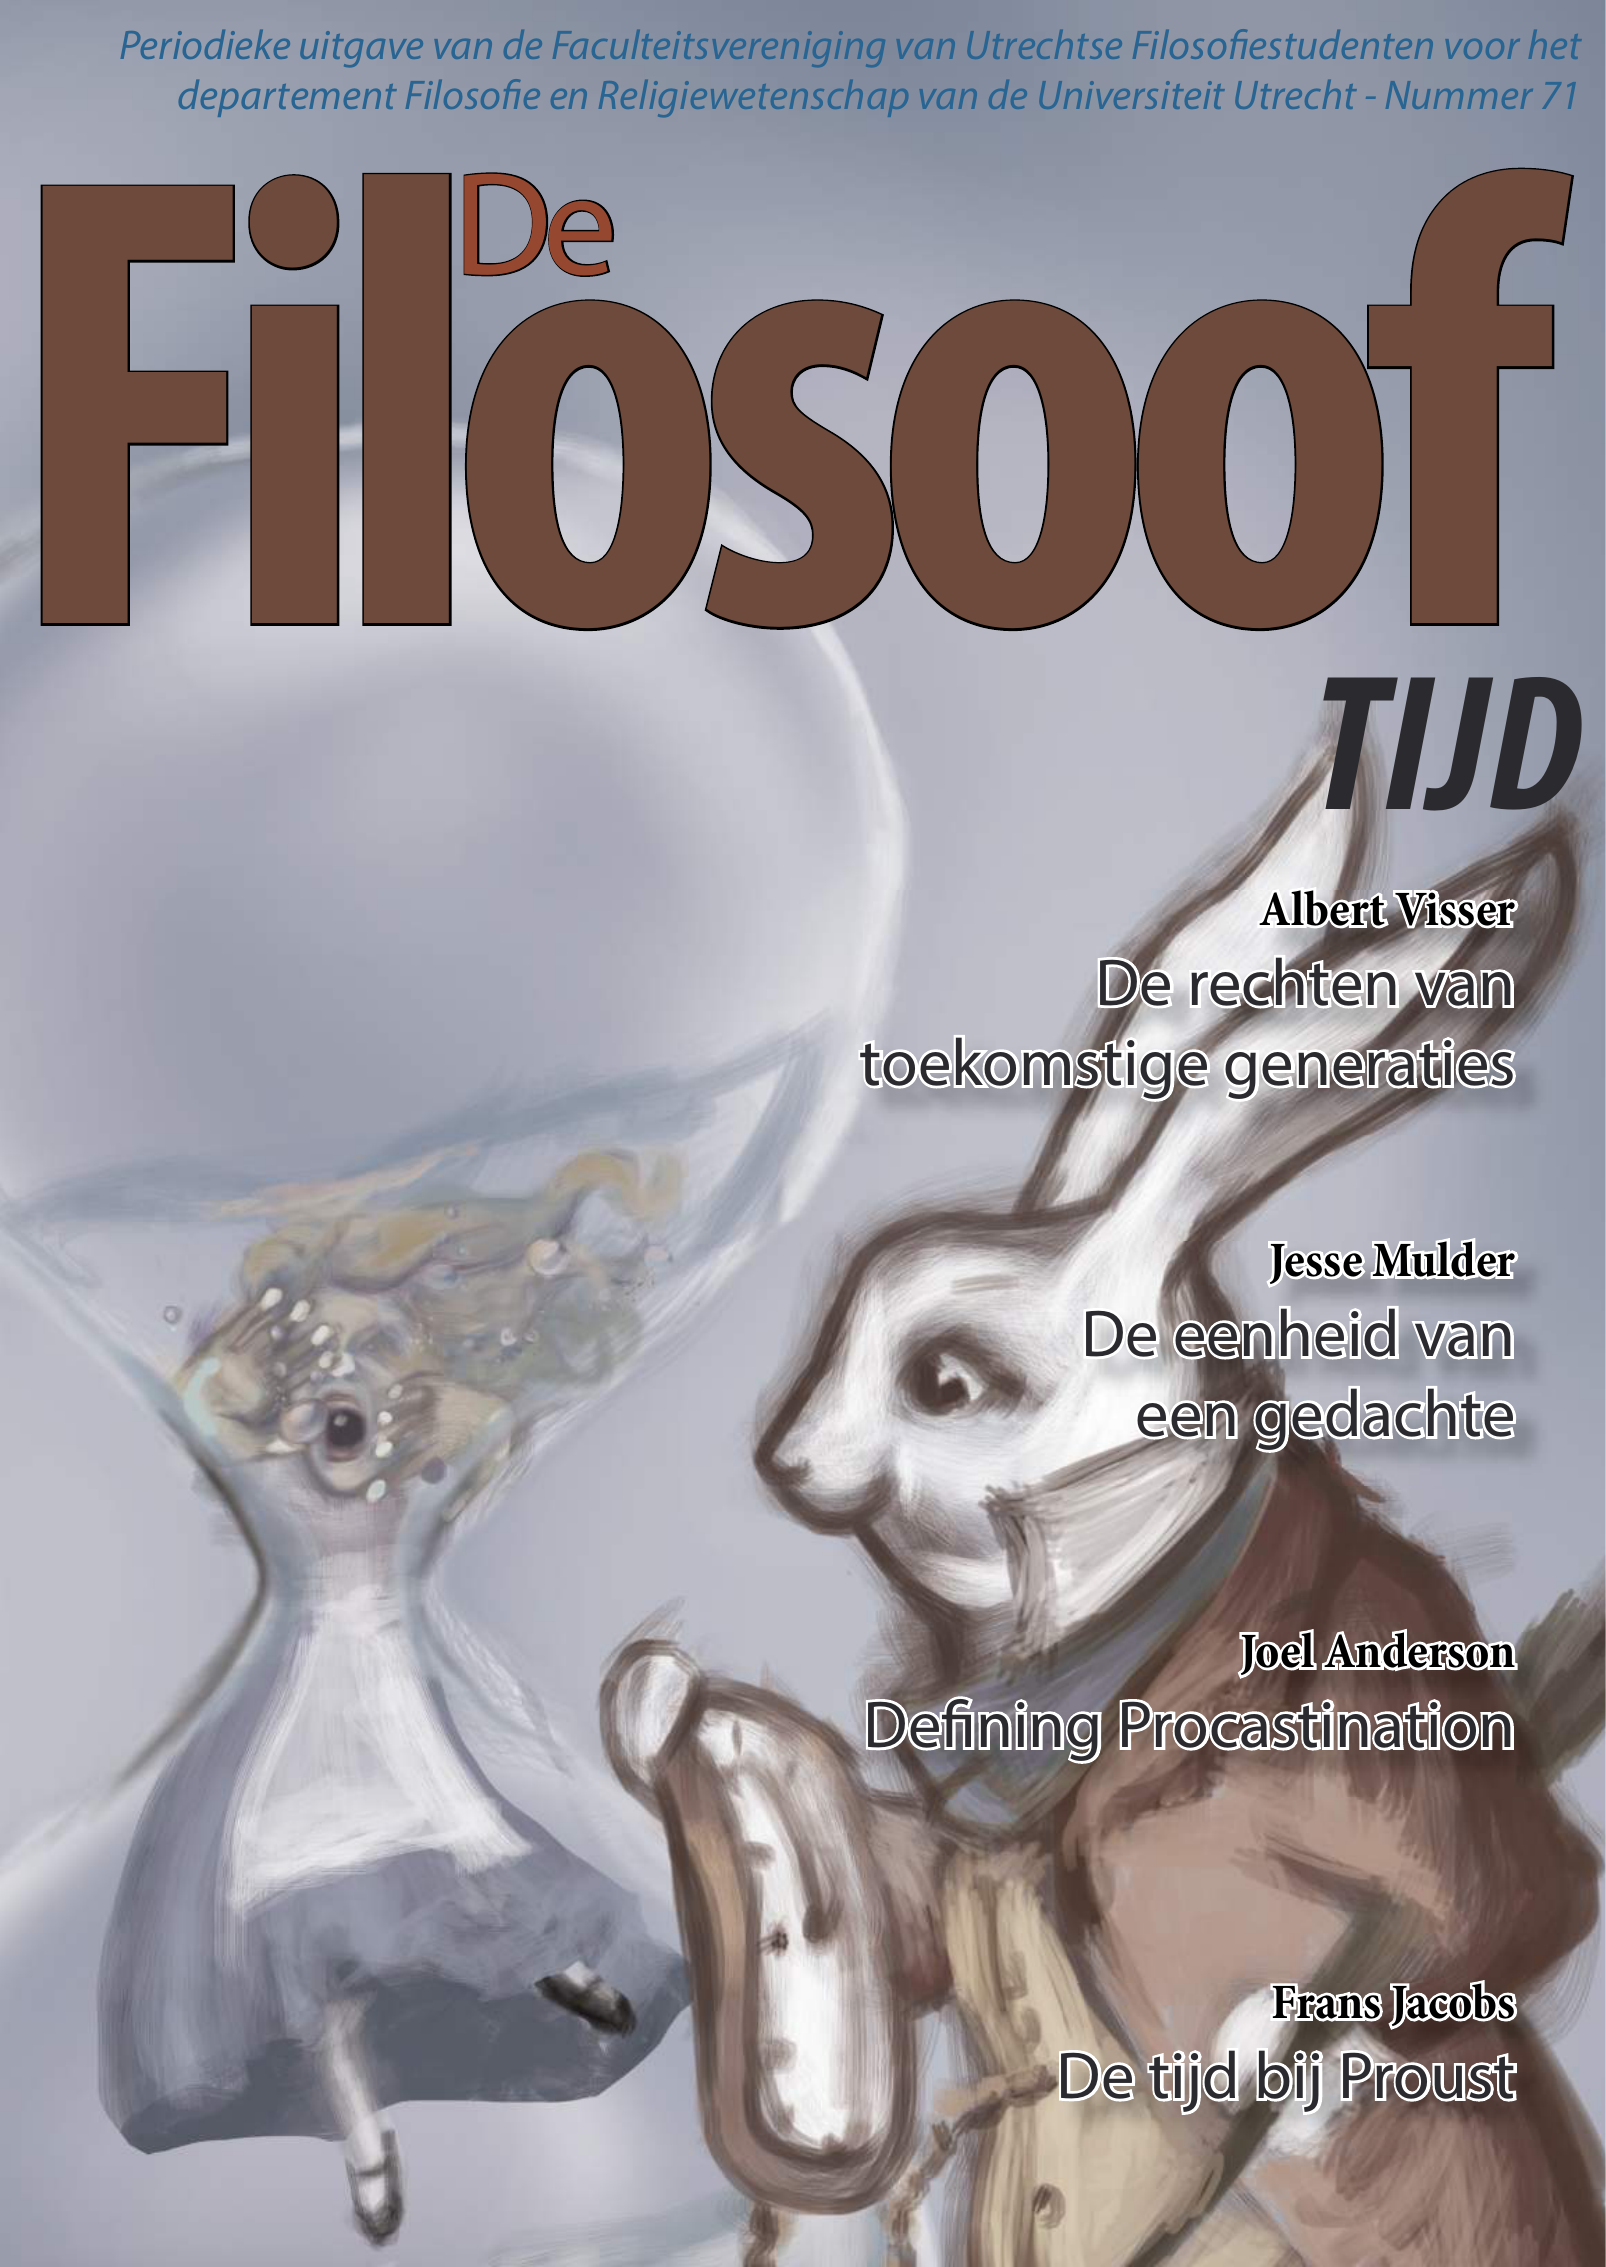 Periodieke uitgave van de Faculteitsvereniging van Utrechtse Filosofiestudenten voor het
departement Filosofie en Religiewetenschap van de Universiteit Utrecht - Nummer 71
De
Filosoof
TIJD
Albert Visser
De rechten van
toekomstige generaties
Jesse Mulder
De eenheid van
een gedachte
Joel Anderson
Defining Procastination
Frans Jacobs
De tijd bij Proust